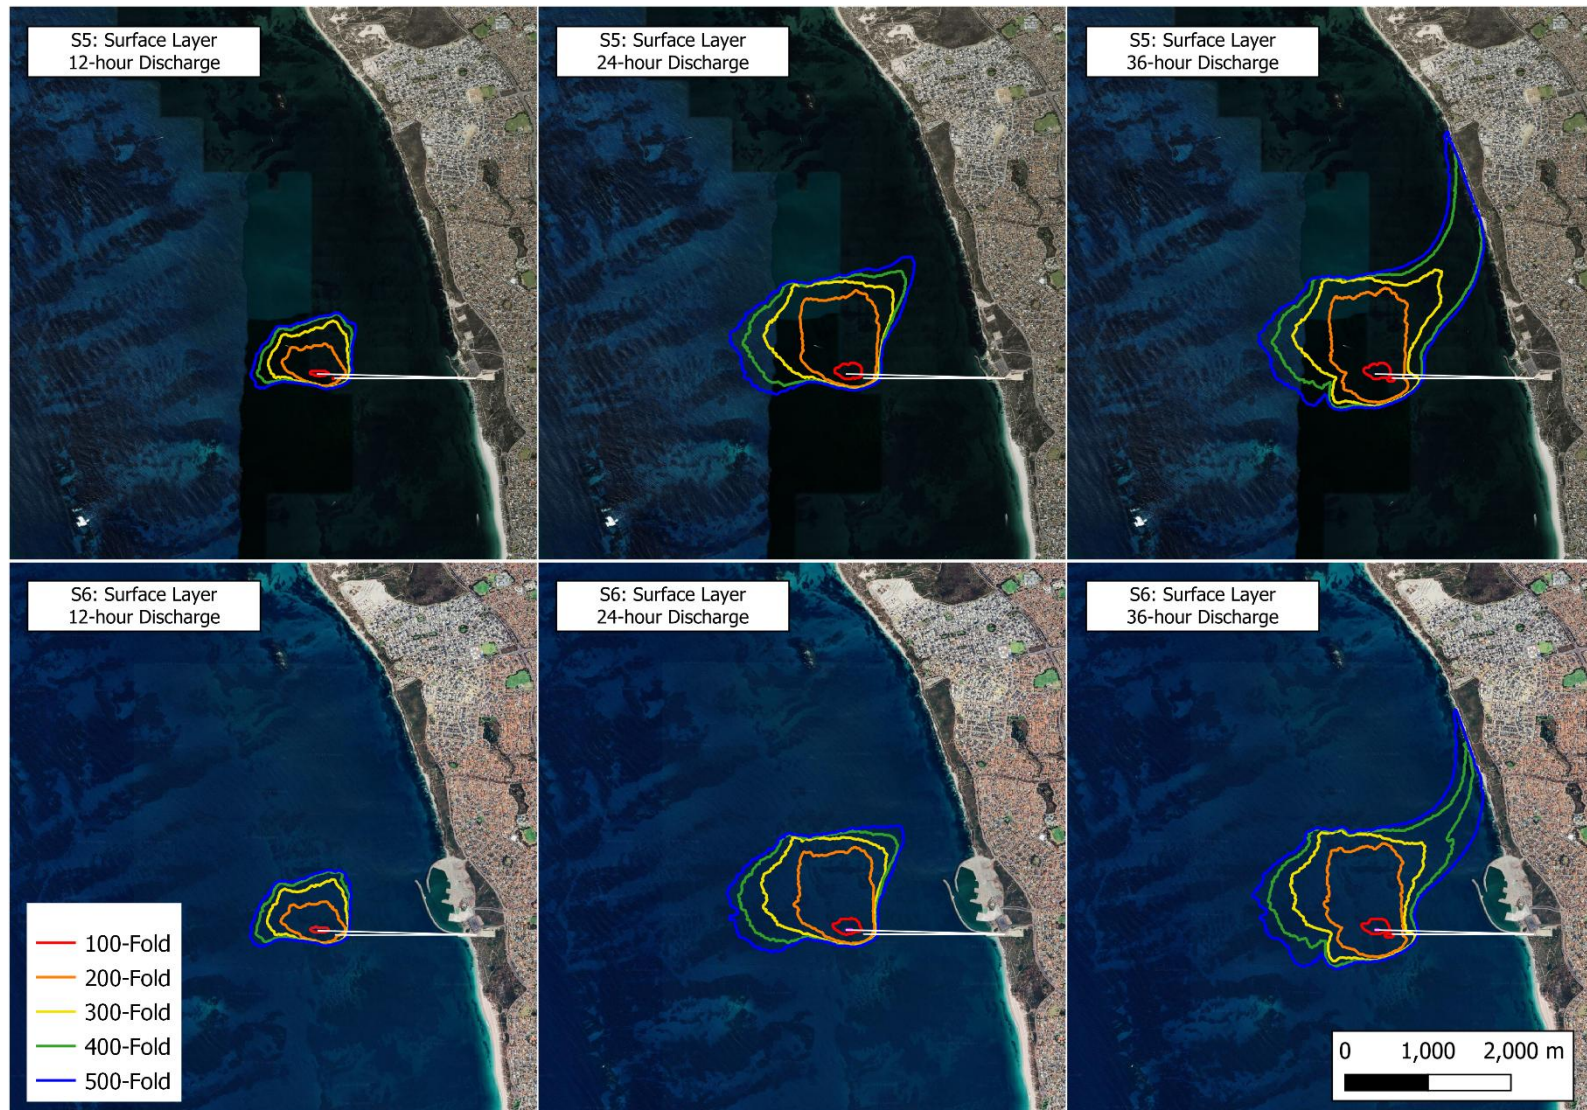 S5: Surface Layer
12-hour Discharge
S5: Surface Layer
24-hour Discharge
S5: Surface Layer
36-hour Discharge
S6: Surface Layer
12-hour Discharge
S6: Surface Layer
24-hour Discharge
S6: Surface Layer
36-hour Discharge
100-Fold
200-Fold
300-Fold
400-Fold
500-Fold
0 1,000 2,000 m